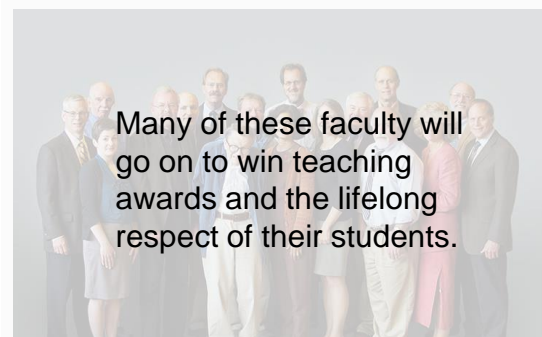 Many of these faculty will
go on to win teaching
awards and the lifelong
respect of their students.